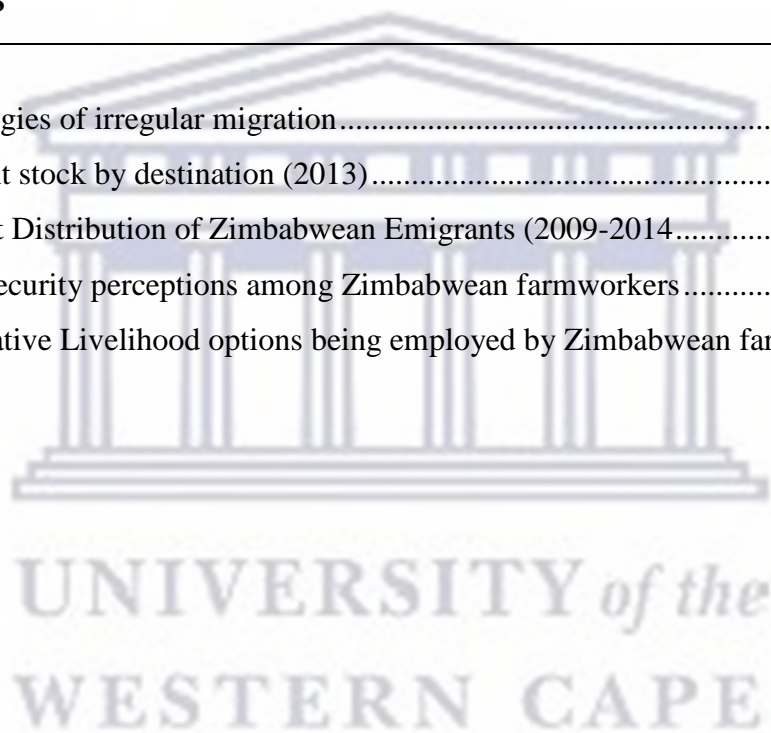 gies of irregular migration..........................................................
t stock by destination (2013)......................................................
t Distribution of Zimbabwean Emigrants (2009-2014............
ecurity perceptions among Zimbabwean farmworkers...........
ative Livelihood options being employed by Zimbabwean far
UNIVERSITY of the
WESTERN CAPE